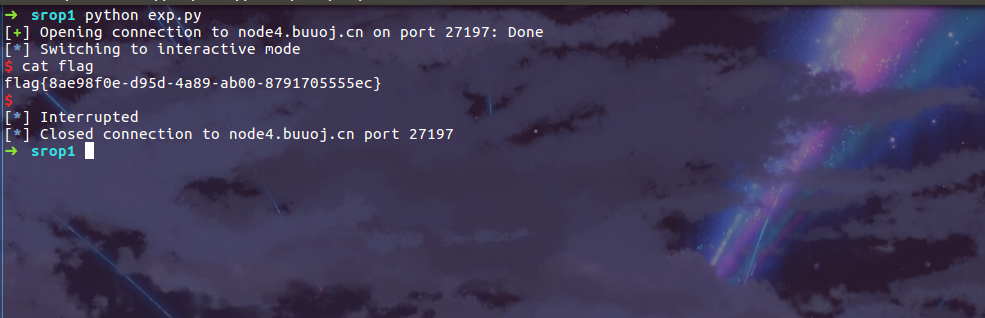 ➜ srop1 python exp.py
[+] Opening connection to node4.buuoj.cn on port 27197: Done
[*] Switching to interactive mode
$ cat flag
flag{8ae98f0e-d95d-4a89-ab00-8791705555ec}
$
[*] Interrupted
[*] Closed connection to node4.buuoj.cn port 27197
➜ srop1